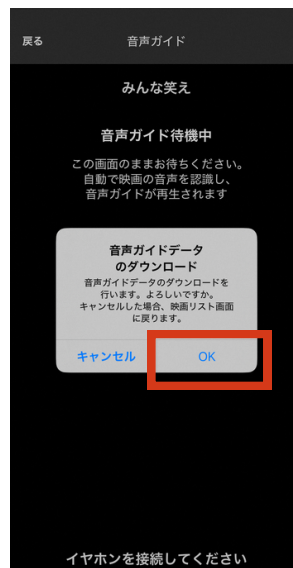 戻る
音声ガイド
みんな笑え
音声ガイド待機中
この画面のままお待ちください。
自動で映画の音声を認識し、
音声ガイドが再生されます
音声ガイドデータ
のダウンロード
音声ガイドデータのダウンロードを
行います。よろしいですか。
キャンセルした場合、映画リスト画面
に戻ります。
キャンセル
OK
イヤホンを接続してください